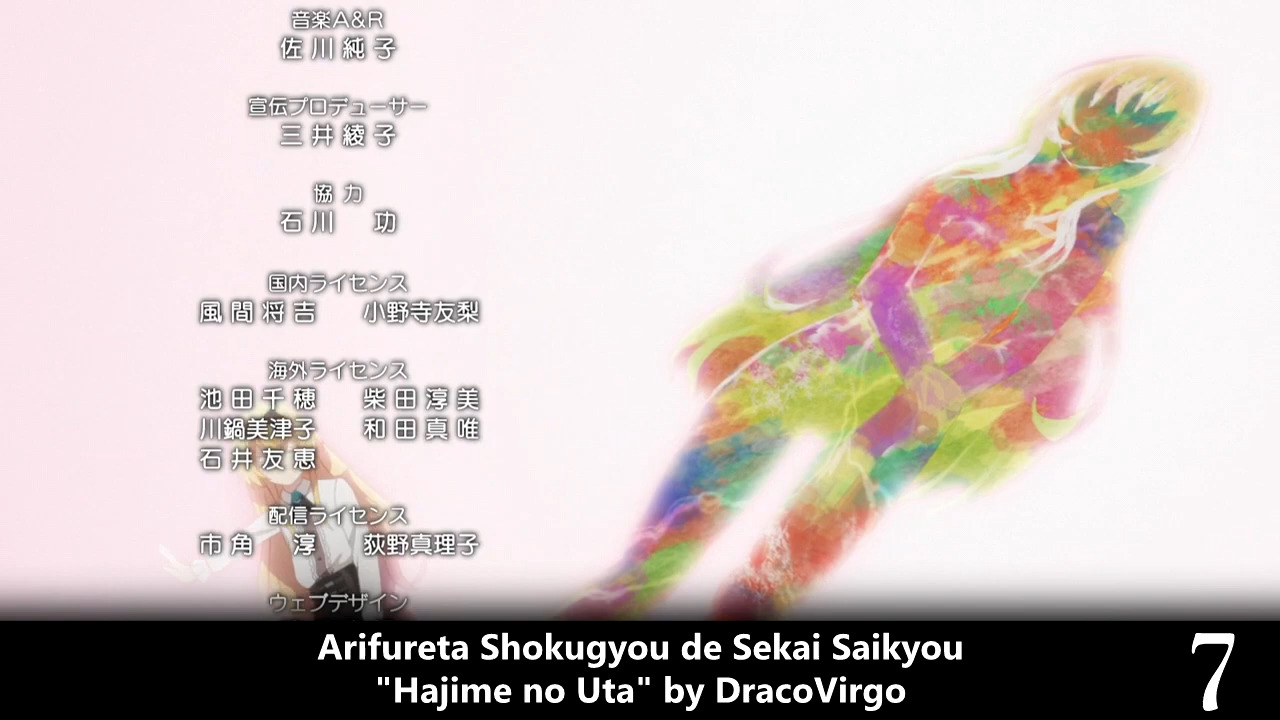 音楽A&R
佐川純子
宣伝プロデューサー
三井綾子
協力
石川 功
国内ライセンス
風間将吉 小野寺友梨
海外ライセンス
池田千穂 柴田淳美
川鍋美津子 和田真唯
石井友恵
配信ライセンス
市角 淳 荻野真理子
ウェブデザイン
Arifureta Shokugyou de Sekai Saikyou
"Hajime no Uta" by DracoVirgo
7